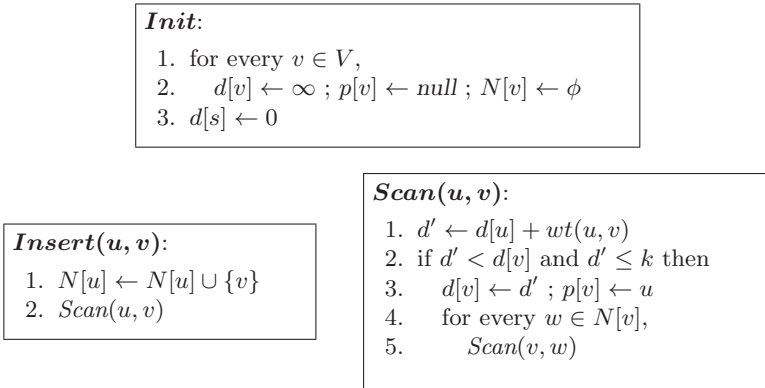 Init:
1. for every v ∈ V,
2. d[v] ← ∞ ; p[v] ← null ; N[v] ← ϕ
3. d[s] ← 0
Insert(u, v):
1. N[u] ← N[u] ∪ {v}
2. Scan(u, v)
Scan(u, v):
1. d′ ← d[u] + wt(u, v)
2. if d′ < d[v] and d′ ≤ k then
3. d[v] ← d′ ; p[v] ← u
4. for every w ∈ N[v],
5. Scan(v, w)